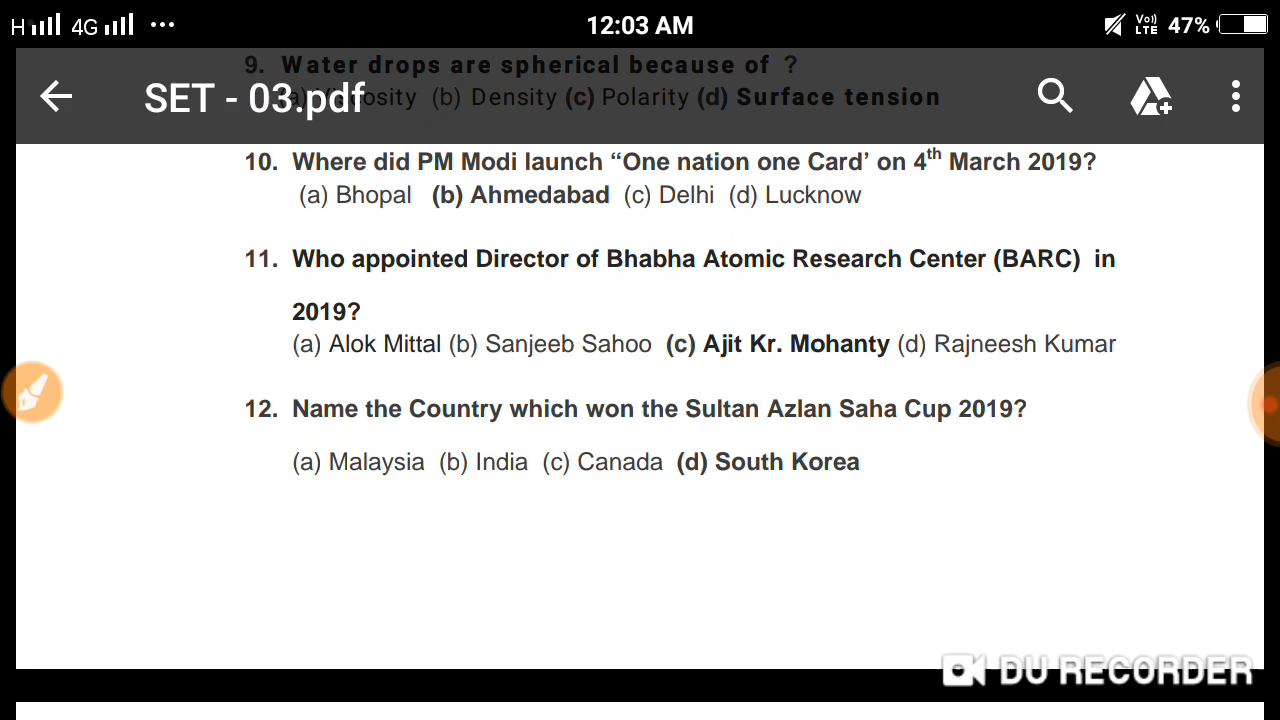 H 4G ... 12:03 AM Vo)) LTE 47%
9. Water drops are spherical because of ?
SET - 03.pdf
(a) Viscosity (b) Density (c) Polarity (d) Surface tension
10. Where did PM Modi launch “One nation one Card’ on 4th March 2019?
(a) Bhopal (b) Ahmedabad (c) Delhi (d) Lucknow
11. Who appointed Director of Bhabha Atomic Research Center (BARC) in
2019?
(a) Alok Mittal (b) Sanjeeb Sahoo (c) Ajit Kr. Mohanty (d) Rajneesh Kumar
12. Name the Country which won the Sultan Azlan Saha Cup 2019?
(a) Malaysia (b) India (c) Canada (d) South Korea
DU RECORDER